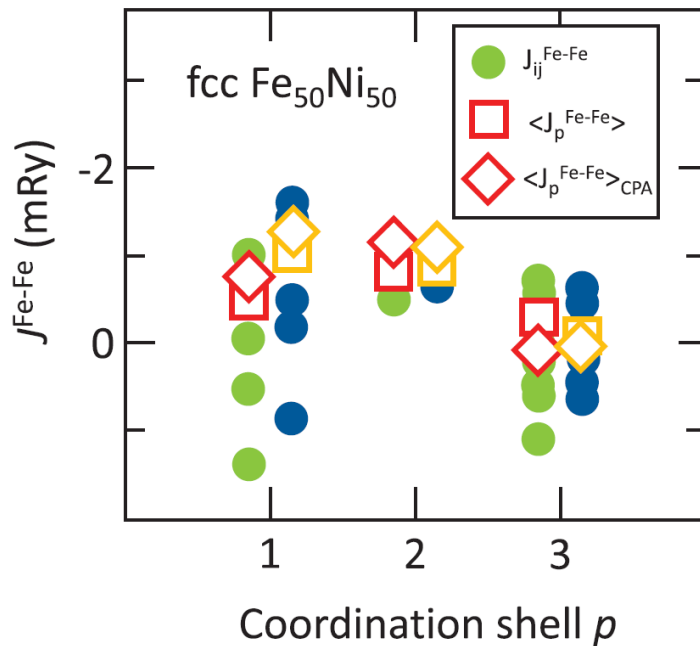 fcc Fe₅₀Ni₅₀
Jᵢⱼ^Fe-Fe
<Jₚ^Fe-Fe>
<Jₚ^Fe-Fe>_CPA
J^Fe-Fe (mRy)
-2
0
1 2 3
Coordination shell p